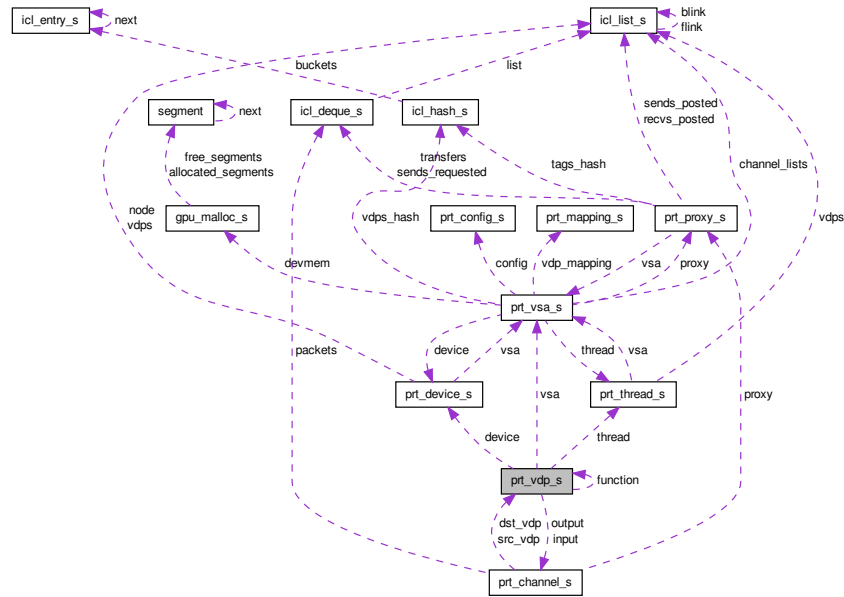 icl_entry_s
next
icl_list_s
blink
flink
buckets
list
segment
next
icl_deque_s
icl_hash_s
sends_posted
recvs_posted
free_segments
allocated_segments
transfers
sends_requested
tags_hash
channel_lists
node
vdps
gpu_malloc_s
vdps_hash
prt_config_s
prt_mapping_s
prt_proxy_s
vdps
devmem
config
vdp_mapping
vsa
proxy
prt_vsa_s
packets
device
vsa
thread
vsa
prt_device_s
vsa
prt_thread_s
proxy
device
thread
prt_vdp_s
function
dst_vdp
src_vdp
output
input
prt_channel_s